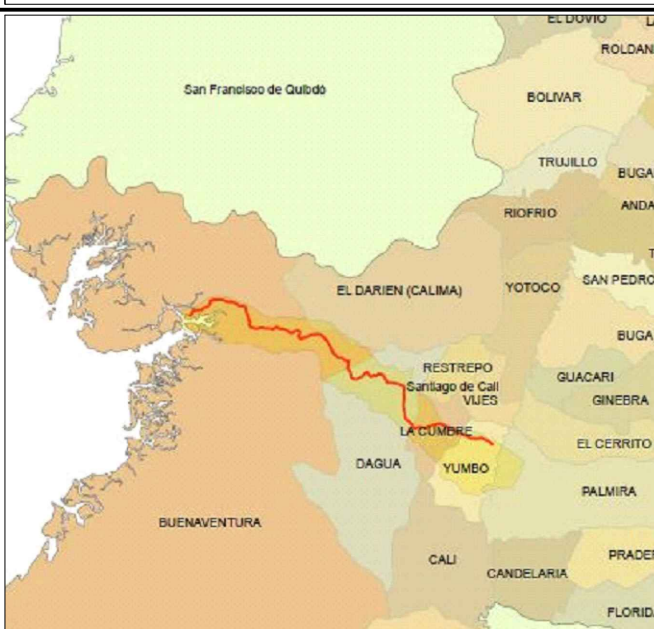 EL DOVIO
ROLDAN
San Francisco de Quibdó
BOLIVAR
TRUJILLO
BUGA
ANDA
RIOFRIO
EL DARIEN (CALIMA)
YOTOCO
SAN PEDRO
BUGA
RESTREPO
GUACARI
Santiago de Cali
VIJES
GINEBRA
LA CUMBRE
EL CERRITO
DAGUA
YUMBO
PALMIRA
BUENAVENTURA
CALI
PRADE
CANDELARIA
FLORID